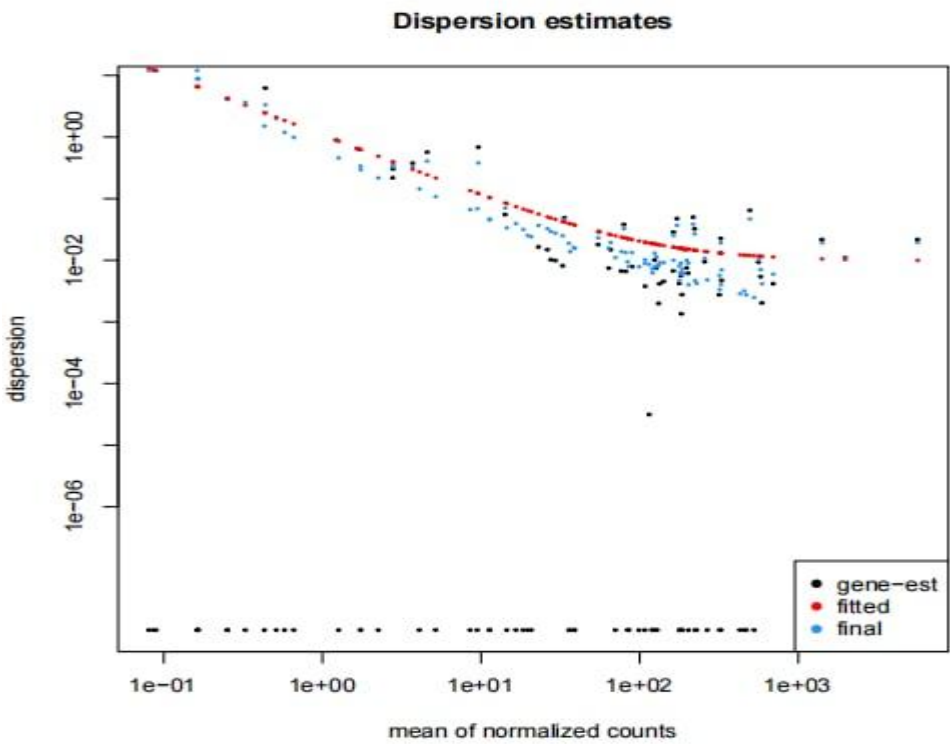 Dispersion estimates
dispersion
1e+00
1e−02
1e−04
1e−06
gene−est
fitted
final
1e−01 1e+00 1e+01 1e+02 1e+03
mean of normalized counts